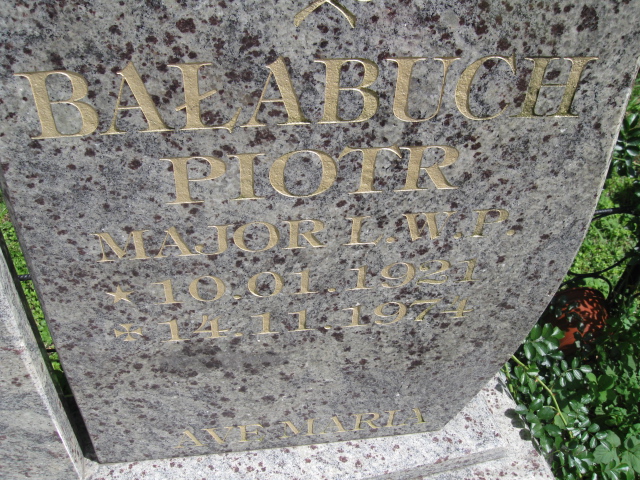 BAŁABUCH
PIOTR
MAJOR L.W.P.
10.01.1921
14.11.1974
AVE MARIA